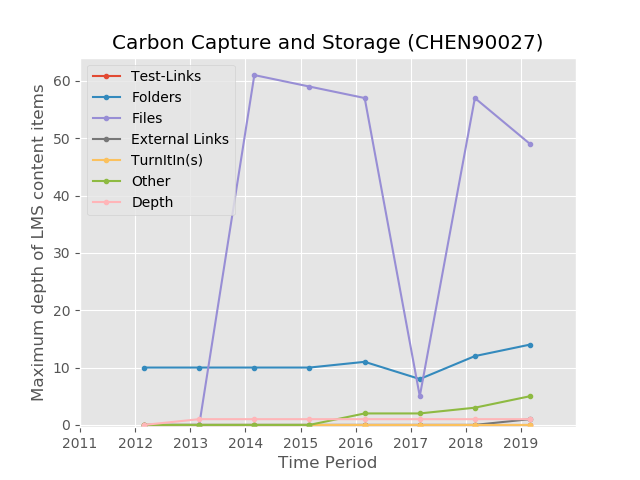 Carbon Capture and Storage (CHEN90027)
Test-Links
Folders
Files
External Links
TurnItIn(s)
Other
Depth
Maximum depth of LMS content items
60
50
40
30
20
10
0
2011 2012 2013 2014 2015 2016 2017 2018 2019
Time Period